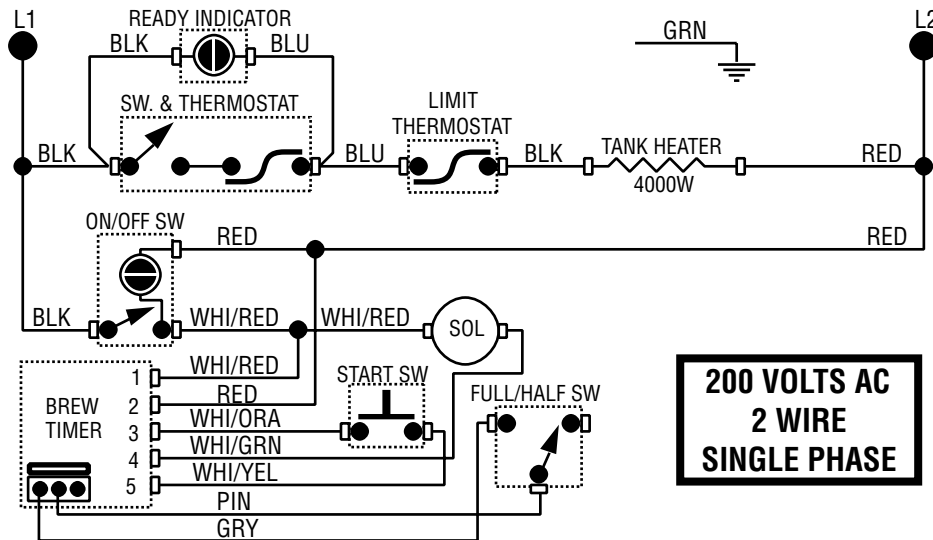 L1
READY INDICATOR
L2
BLK
BLU
GRN
SW. & THERMOSTAT
LIMIT
THERMOSTAT
BLK
BLU
BLK
TANK HEATER
4000W
RED
ON/OFF SW
RED
RED
BLK
WHI/RED
WHI/RED
SOL
BREW
TIMER
1
WHI/RED
2
RED
3
WHI/ORA
4
WHI/GRN
5
WHI/YEL
START SW
FULL/HALF SW
PIN
GRY
200 VOLTS AC
2 WIRE
SINGLE PHASE